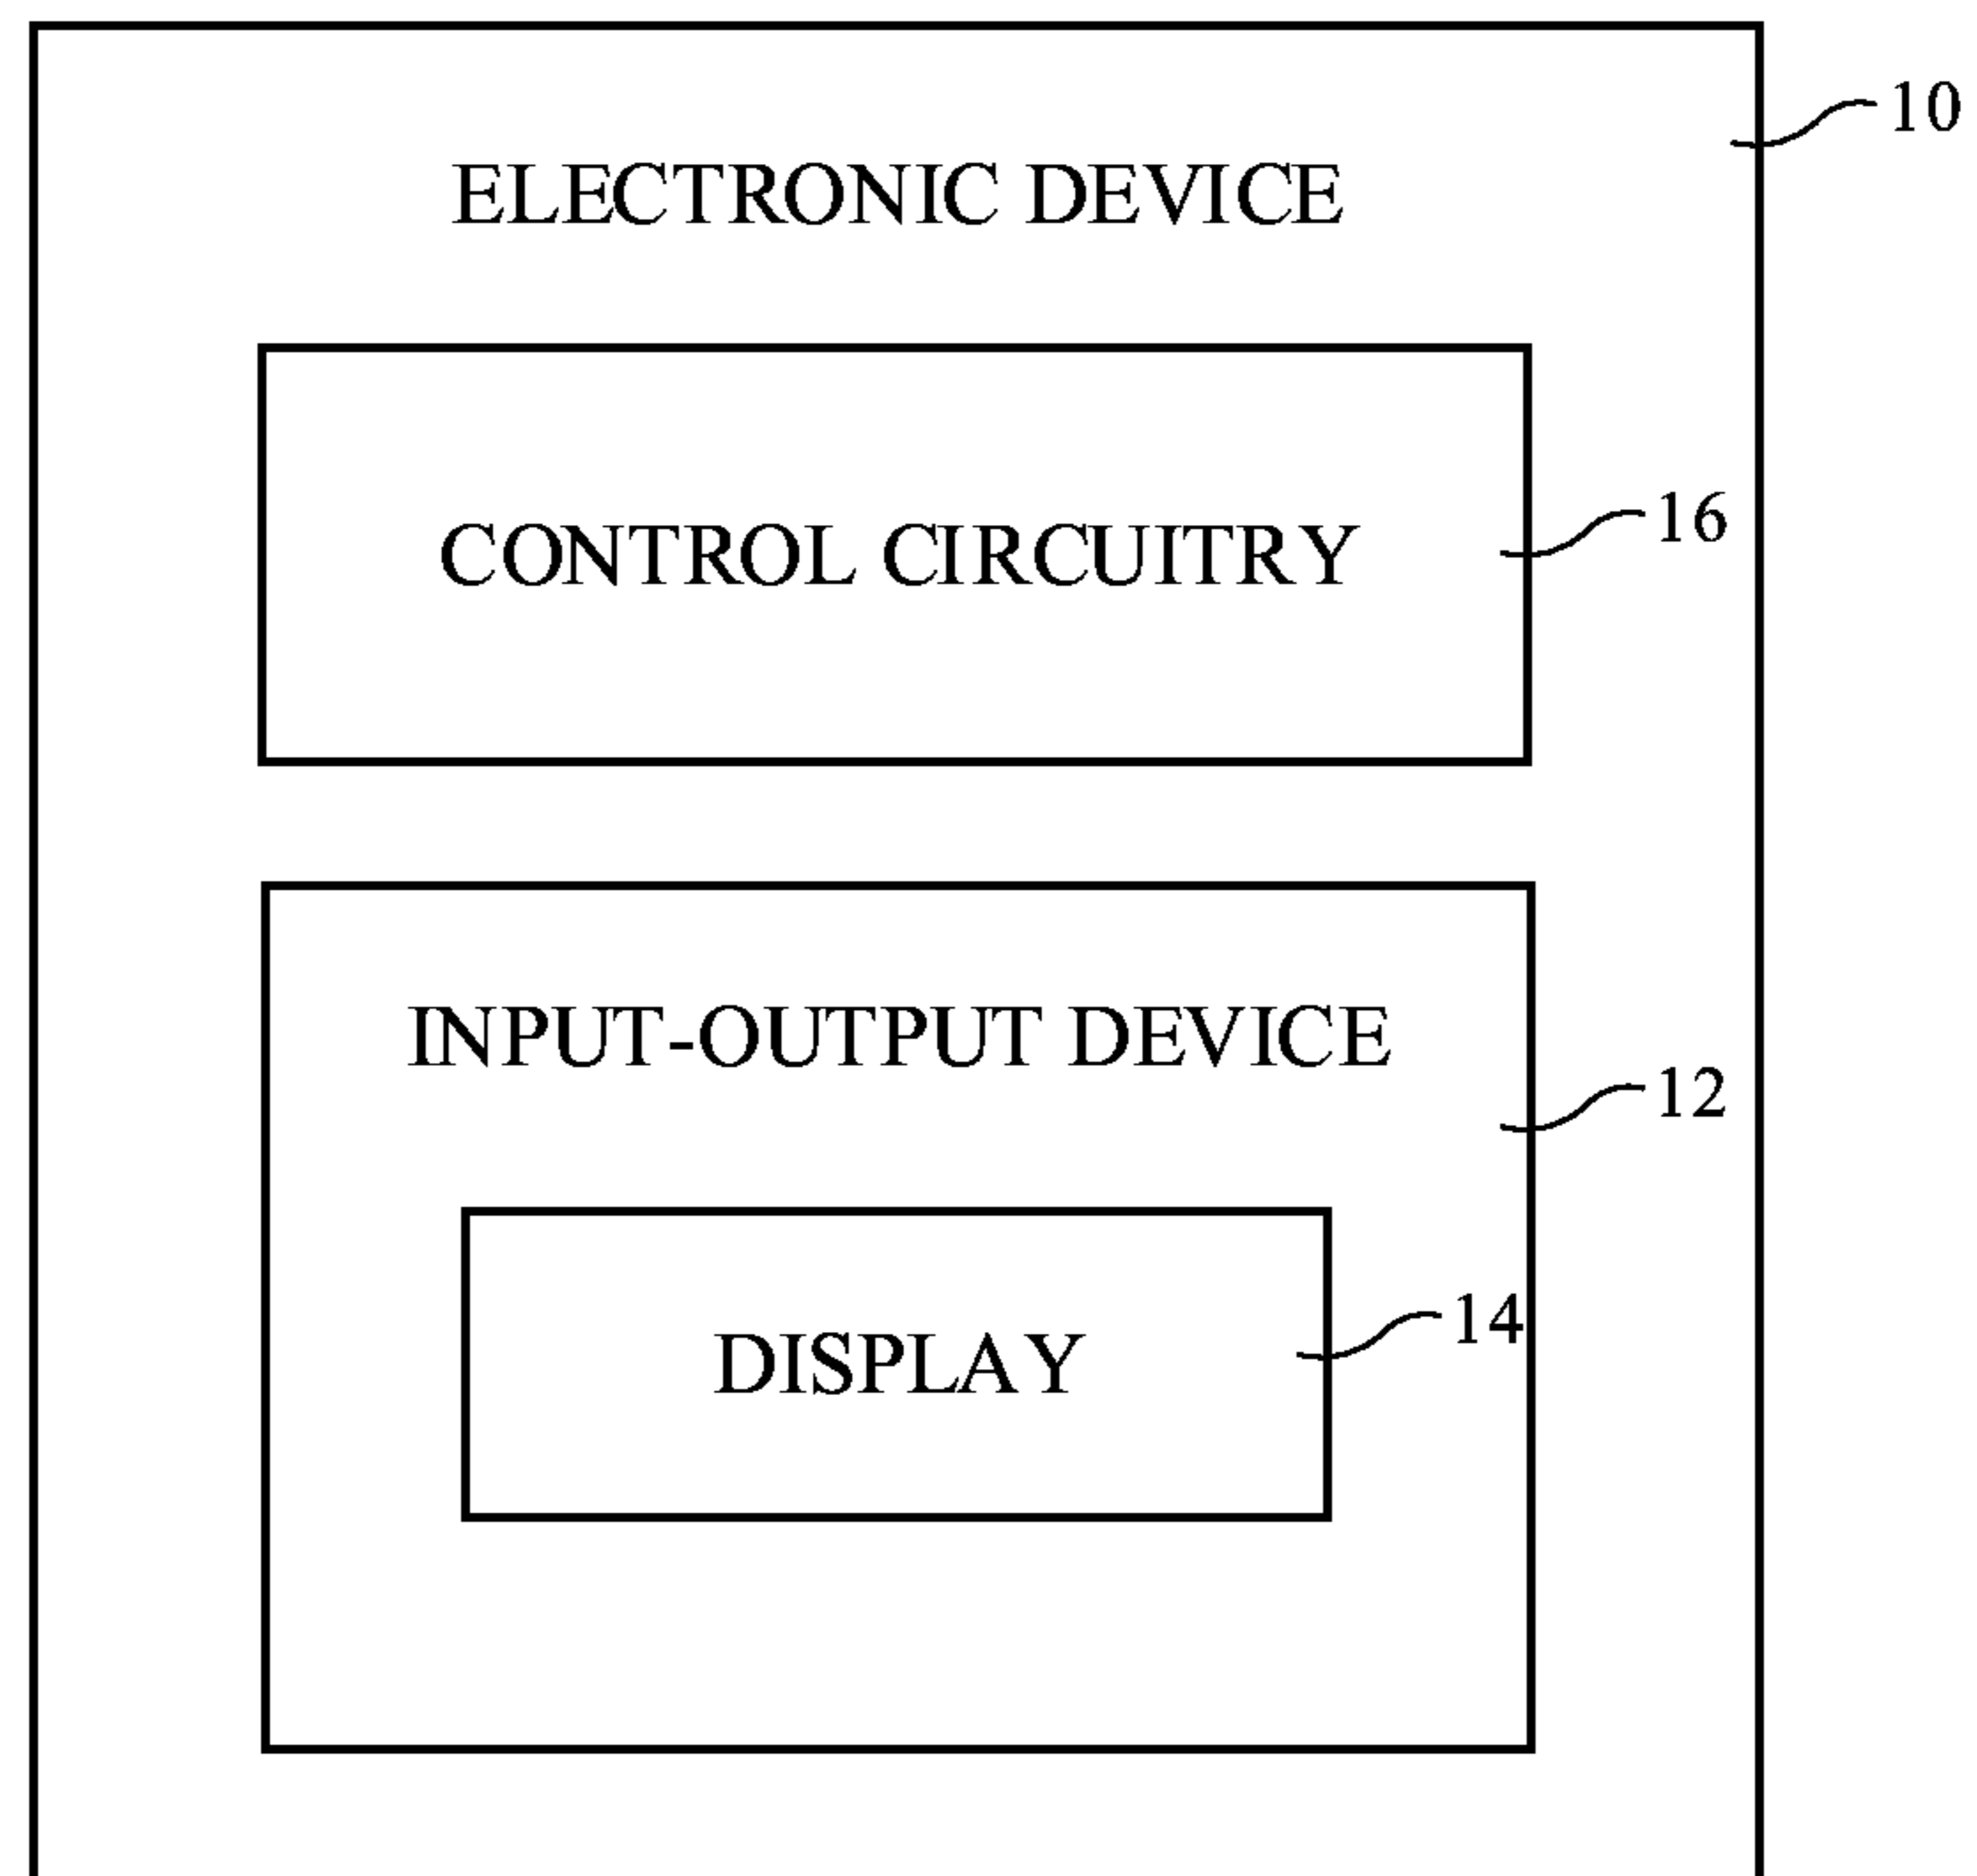 10
ELECTRONIC DEVICE
16
CONTROL CIRCUITRY
INPUT-OUTPUT DEVICE
12
14
DISPLAY